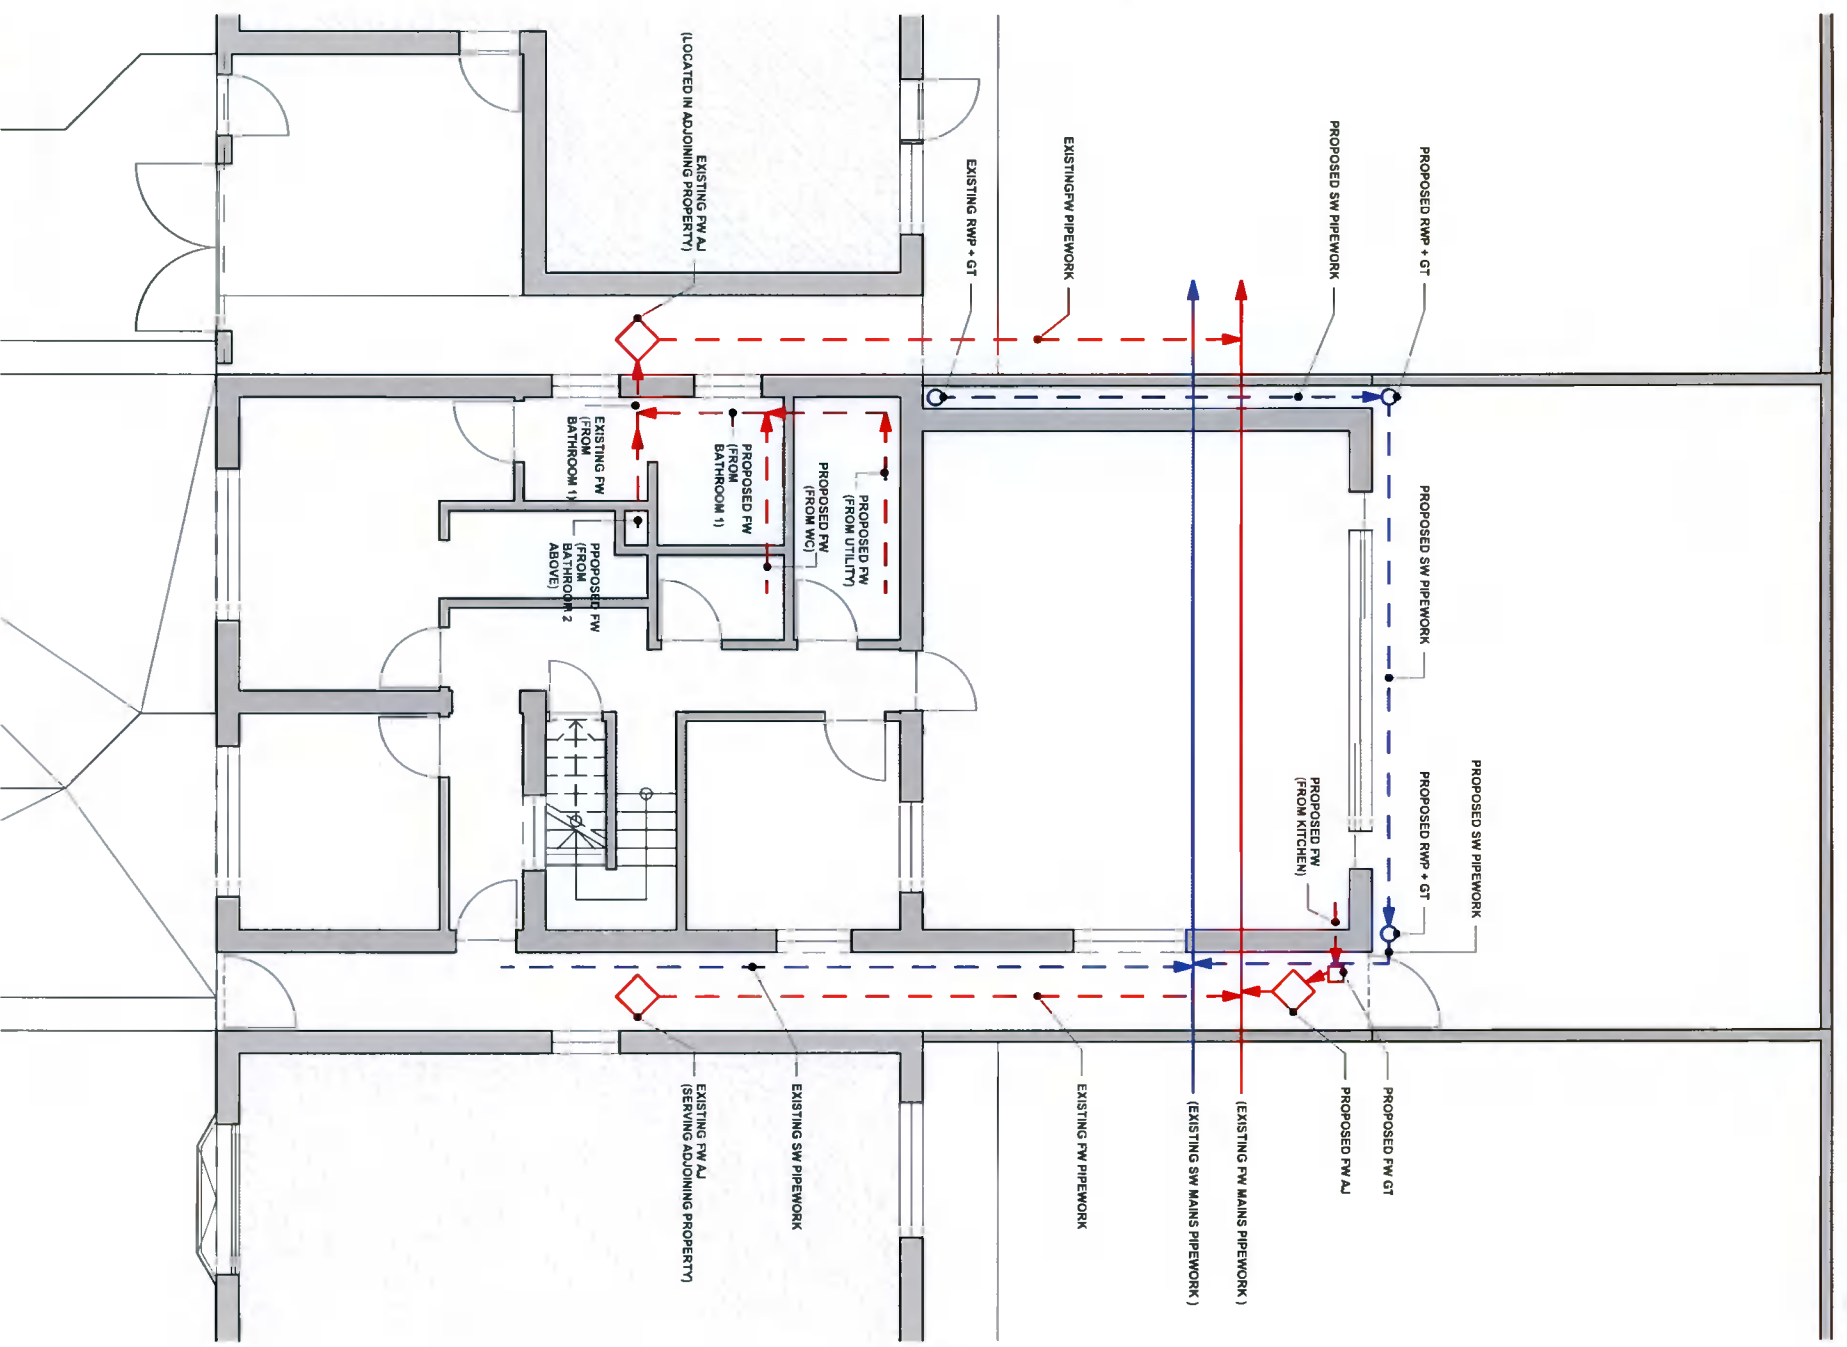 PROPOSED SW PIPEWORK
PROPOSED RWP + GT
PROPOSED SW PIPEWORK
PROPOSED RWP + GT
PROPOSED SW PIPEWORK
PROPOSED FW
(FROM KITCHEN)
PROPOSED FW GT
PROPOSED FW AJ
(EXISTING FW MAINS PIPEWORK )
(EXISTING SW MAINS PIPEWORK )
EXISTINGFW PIPEWORK
EXISTING FW PIPEWORK
EXISTING RWP + GT
PROPOSED FW
(FROM UTILITY)
PROPOSED FW
(FROM WC)
EXISTING SW PIPEWORK
PROPOSED FW
(FROM
BATHROOM 1)
EXISTING FW AJ
(LOCATED IN ADJOINING PROPERTY)
EXISTING FW AJ
(SERVING ADJOINING PROPERTY)
EXISTING FW
(FROM
BATHROOM 1)
PPOPOSED FW
(FROM
BATHROOM 2
ABOVE)